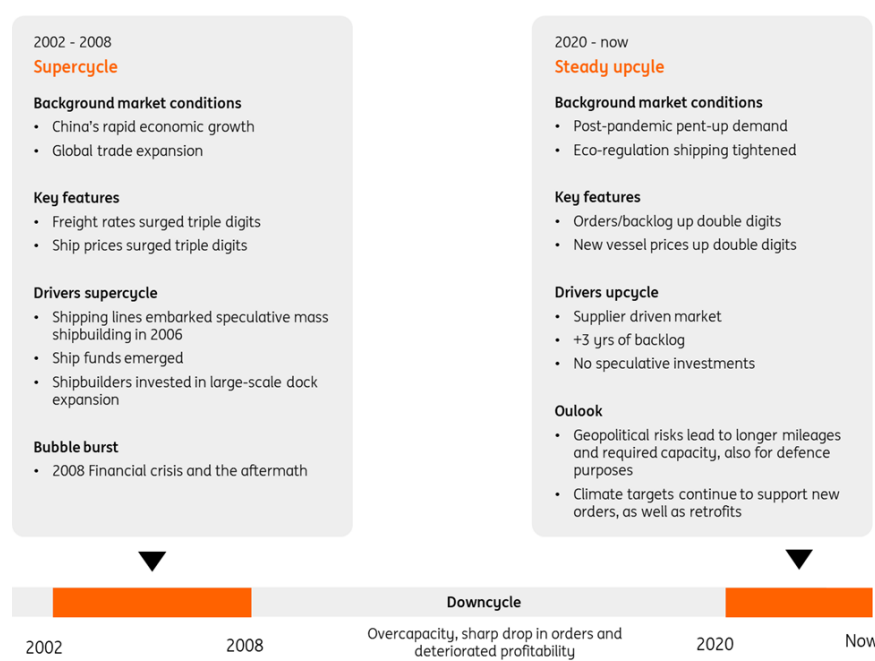 2002 - 2008
Supercycle
Background market conditions
• China's rapid economic growth
• Global trade expansion
Key features
• Freight rates surged triple digits
• Ship prices surged triple digits
Drivers supercycle
• Shipping lines embarked speculative mass
shipbuilding in 2006
• Ship funds emerged
• Shipbuilders invested in large-scale dock
expansion
Bubble burst
• 2008 Financial crisis and the aftermath
2020 - now
Steady upcyle
Background market conditions
• Post-pandemic pent-up demand
• Eco-regulation shipping tightened
Key features
• Orders/backlog up double digits
• New vessel prices up double digits
Drivers upcycle
• Supplier driven market
• +3 yrs of backlog
• No speculative investments
Oulook
• Geopolitical risks lead to longer mileages
and required capacity, also for defence
purposes
• Climate targets continue to support new
orders, as well as retrofits
Downcycle
2002
2008
Overcapacity, sharp drop in orders and
deteriorated profitability
2020
Now